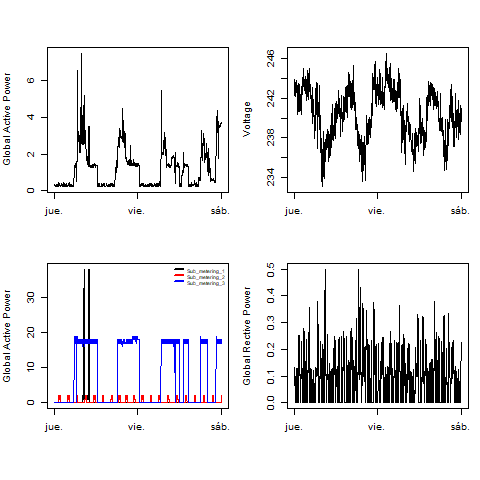 Global Active Power
0 2 4 6
jue. vie. sáb.
Voltage
234 238 242 246
jue. vie. sáb.
Global Active Power
0 10 20 30
Sub_metering_1
Sub_metering_2
Sub_metering_3
jue. vie. sáb.
Global Rective Power
0.0 0.1 0.2 0.3 0.4 0.5
jue. vie. sáb.